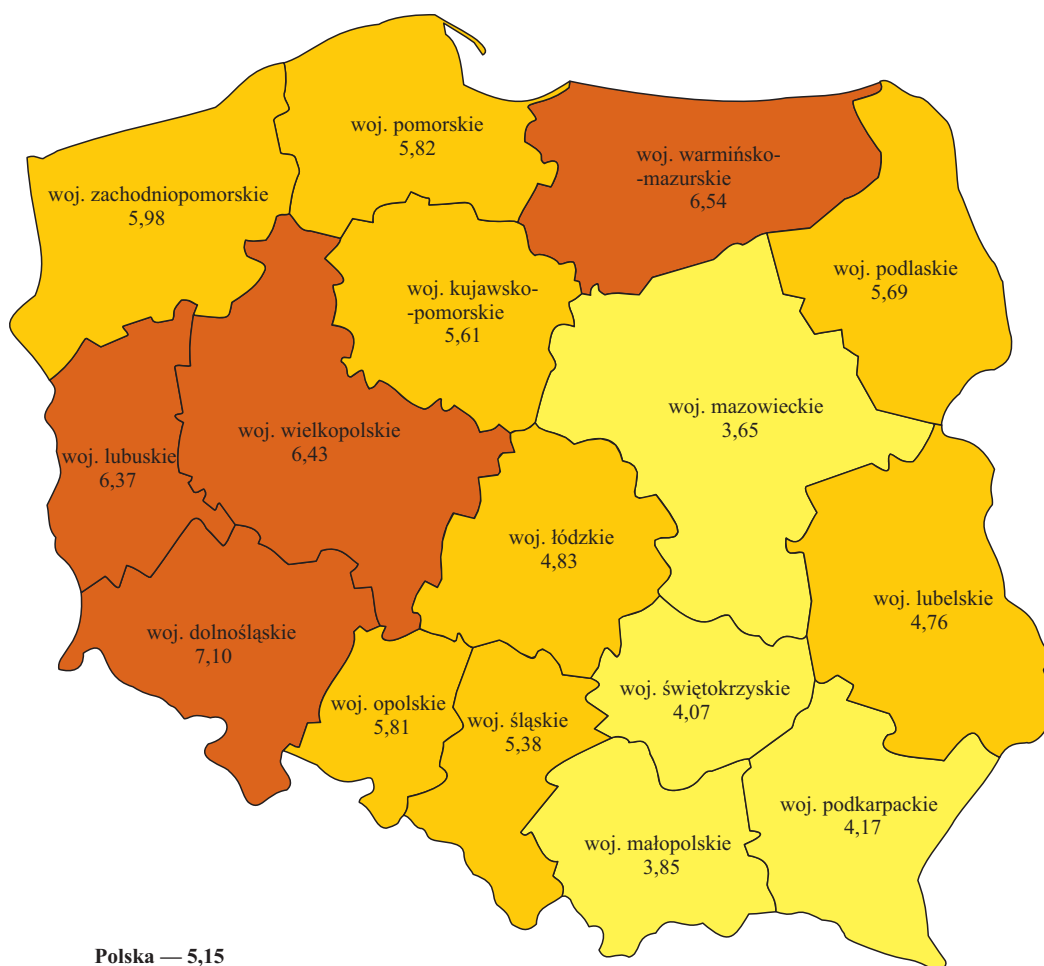 woj. pomorskie
5,82
woj. warmińsko-
-mazurskie
6,54
woj. zachodniopomorskie
5,98
woj. podlaskie
5,69
woj. kujawsko-
-pomorskie
5,61
woj. mazowieckie
3,65
woj. wielkopolskie
6,43
woj. lubuskie
6,37
woj. łódzkie
4,83
woj. lubelskie
4,76
woj. dolnośląskie
7,10
woj. świętokrzyskie
4,07
woj. opolskie
5,81
woj. śląskie
5,38
woj. podkarpackie
4,17
woj. małopolskie
3,85
Polska — 5,15